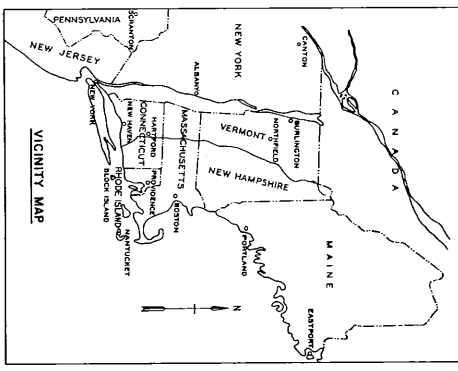 CANADA
MAINE
EASTPORT
CANTON
NEW YORK
BURLINGTON
NORTHFIELD
VERMONT
NEW HAMPSHIRE
PORTLAND
ALBANY
MASSACHUSETTS
BOSTON
PENNSYLVANIA
SCRANTON
NEW JERSEY
CONNECTICUT
HARTFORD
PROVIDENCE
NEW HAVEN
RHODE ISLAND
NEW YORK
BLOCK ISLAND
NANTUCKET
N
VICINITY MAP